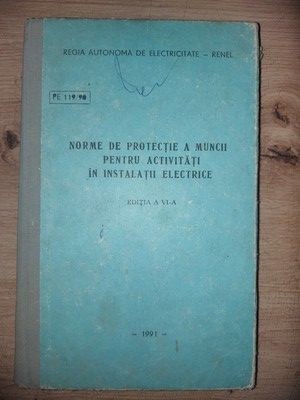 REGIA AUTONOMĂ DE ELECTRICITATE – RENEL
PE 119/90
NORME DE PROTECȚIE A MUNCII
PENTRU ACTIVITĂȚI
ÎN INSTALAȚII ELECTRICE
EDIȚIA A VI-A
– 1991 –